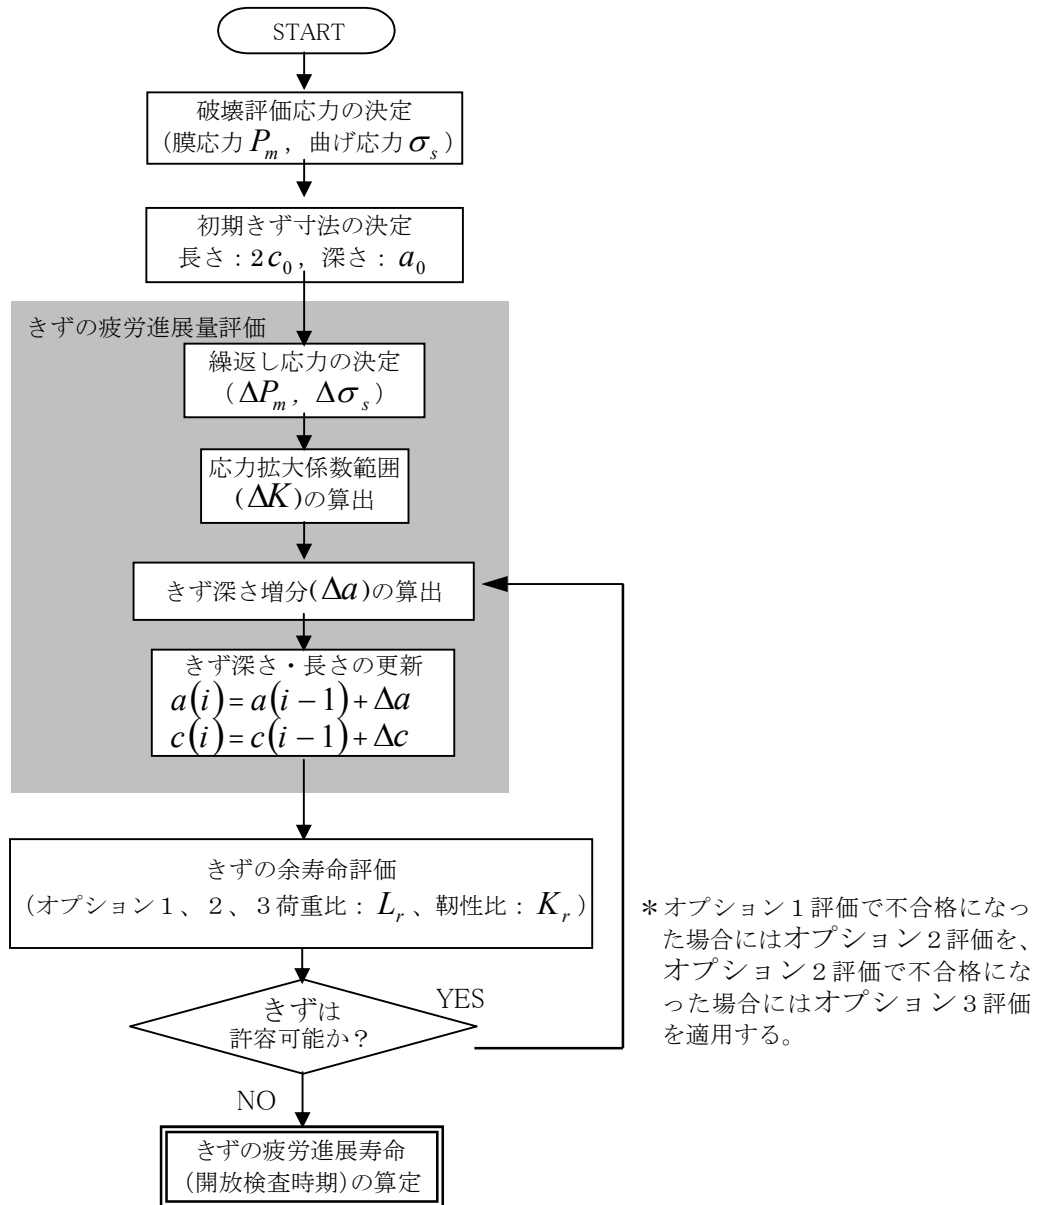 START
破壊評価応力の決定
(膜応力 Pm, 曲げ応力 σs)
初期きず寸法の決定
長さ：2c0, 深さ：a0
きずの疲労進展量評価
繰返し応力の決定
(ΔPm, Δσs)
応力拡大係数範囲
(ΔK)の算出
きず深さ増分(Δa)の算出
きず深さ・長さの更新
a(i)=a(i−1)+Δa
c(i)=c(i−1)+Δc
きずの余寿命評価
(オプション１、２、３荷重比：Lr、靭性比：Kr)
きずは
許容可能か？
YES
NO
きずの疲労進展寿命
(開放検査時期)の算定
＊オプション１評価で不合格になっ
た場合にはオプション２評価を、
オプション２評価で不合格にな
った場合にはオプション３評価
を適用する。